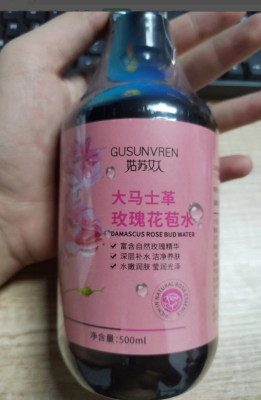 GUSUNVREN
姑苏女人
大马士革
玫瑰花苞水
DAMASCUS ROSE BUD WATER
✓ 富含自然玫瑰精华
✓ 深层补水 洁净养肤
✓ 水嫩润肤 莹润光泽
净含量:500ml